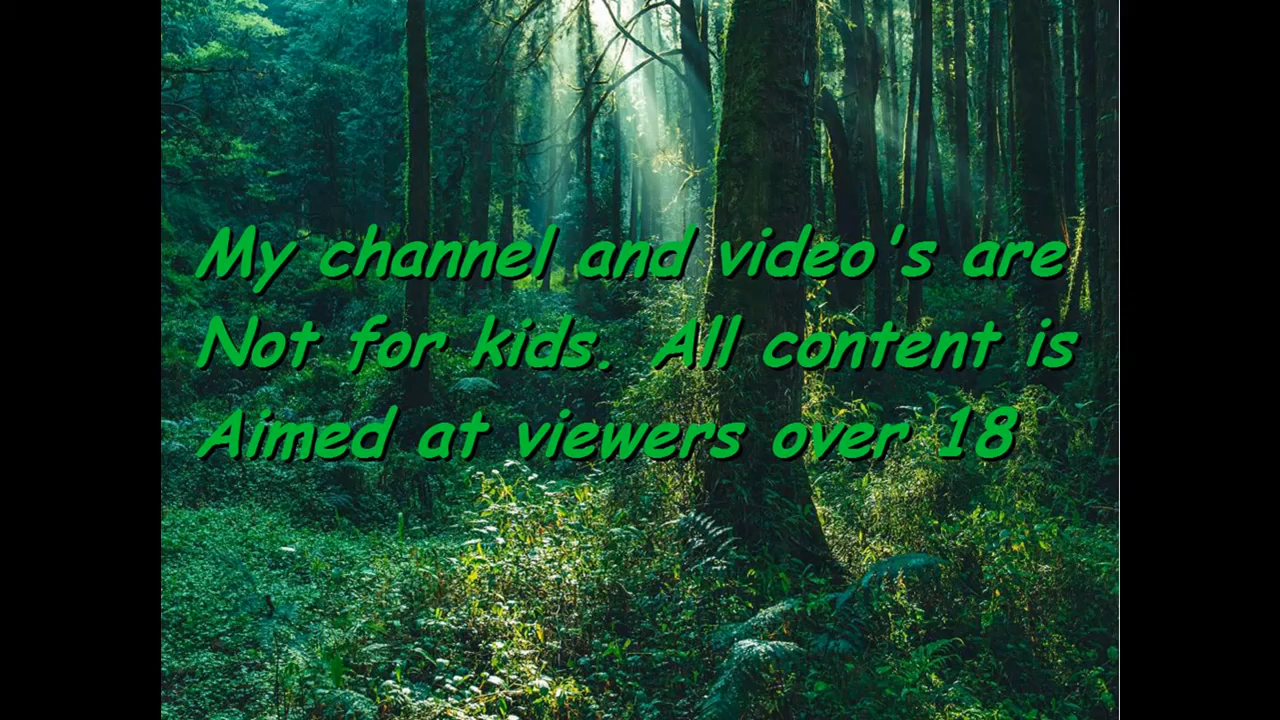 My channel and video's are
Not for kids. All content is
Aimed at viewers over 18